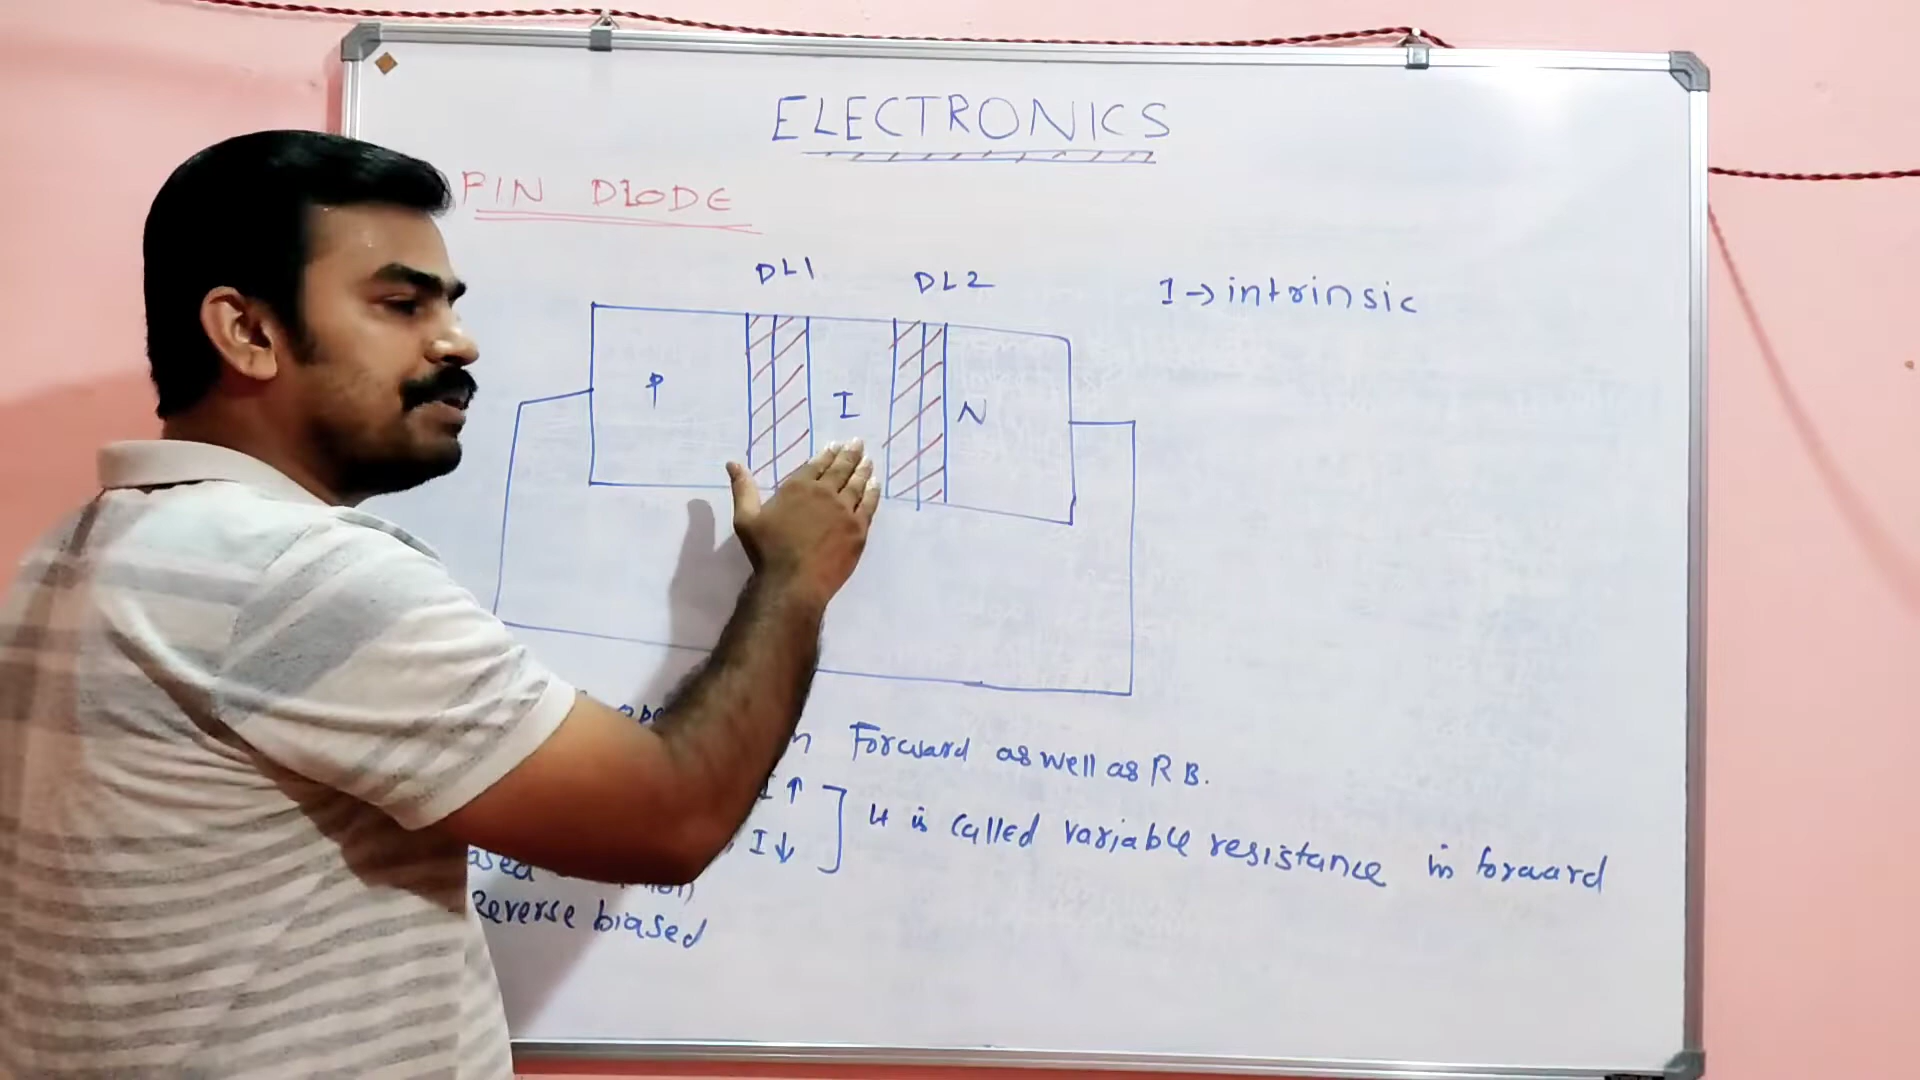 ELECTRONICS
PIN DIODE
DL1 DL2
I → intrinsic
P I N
Forward as well as R B.
I ↑
It is called variable resistance in forward
I ↓
Reverse biased